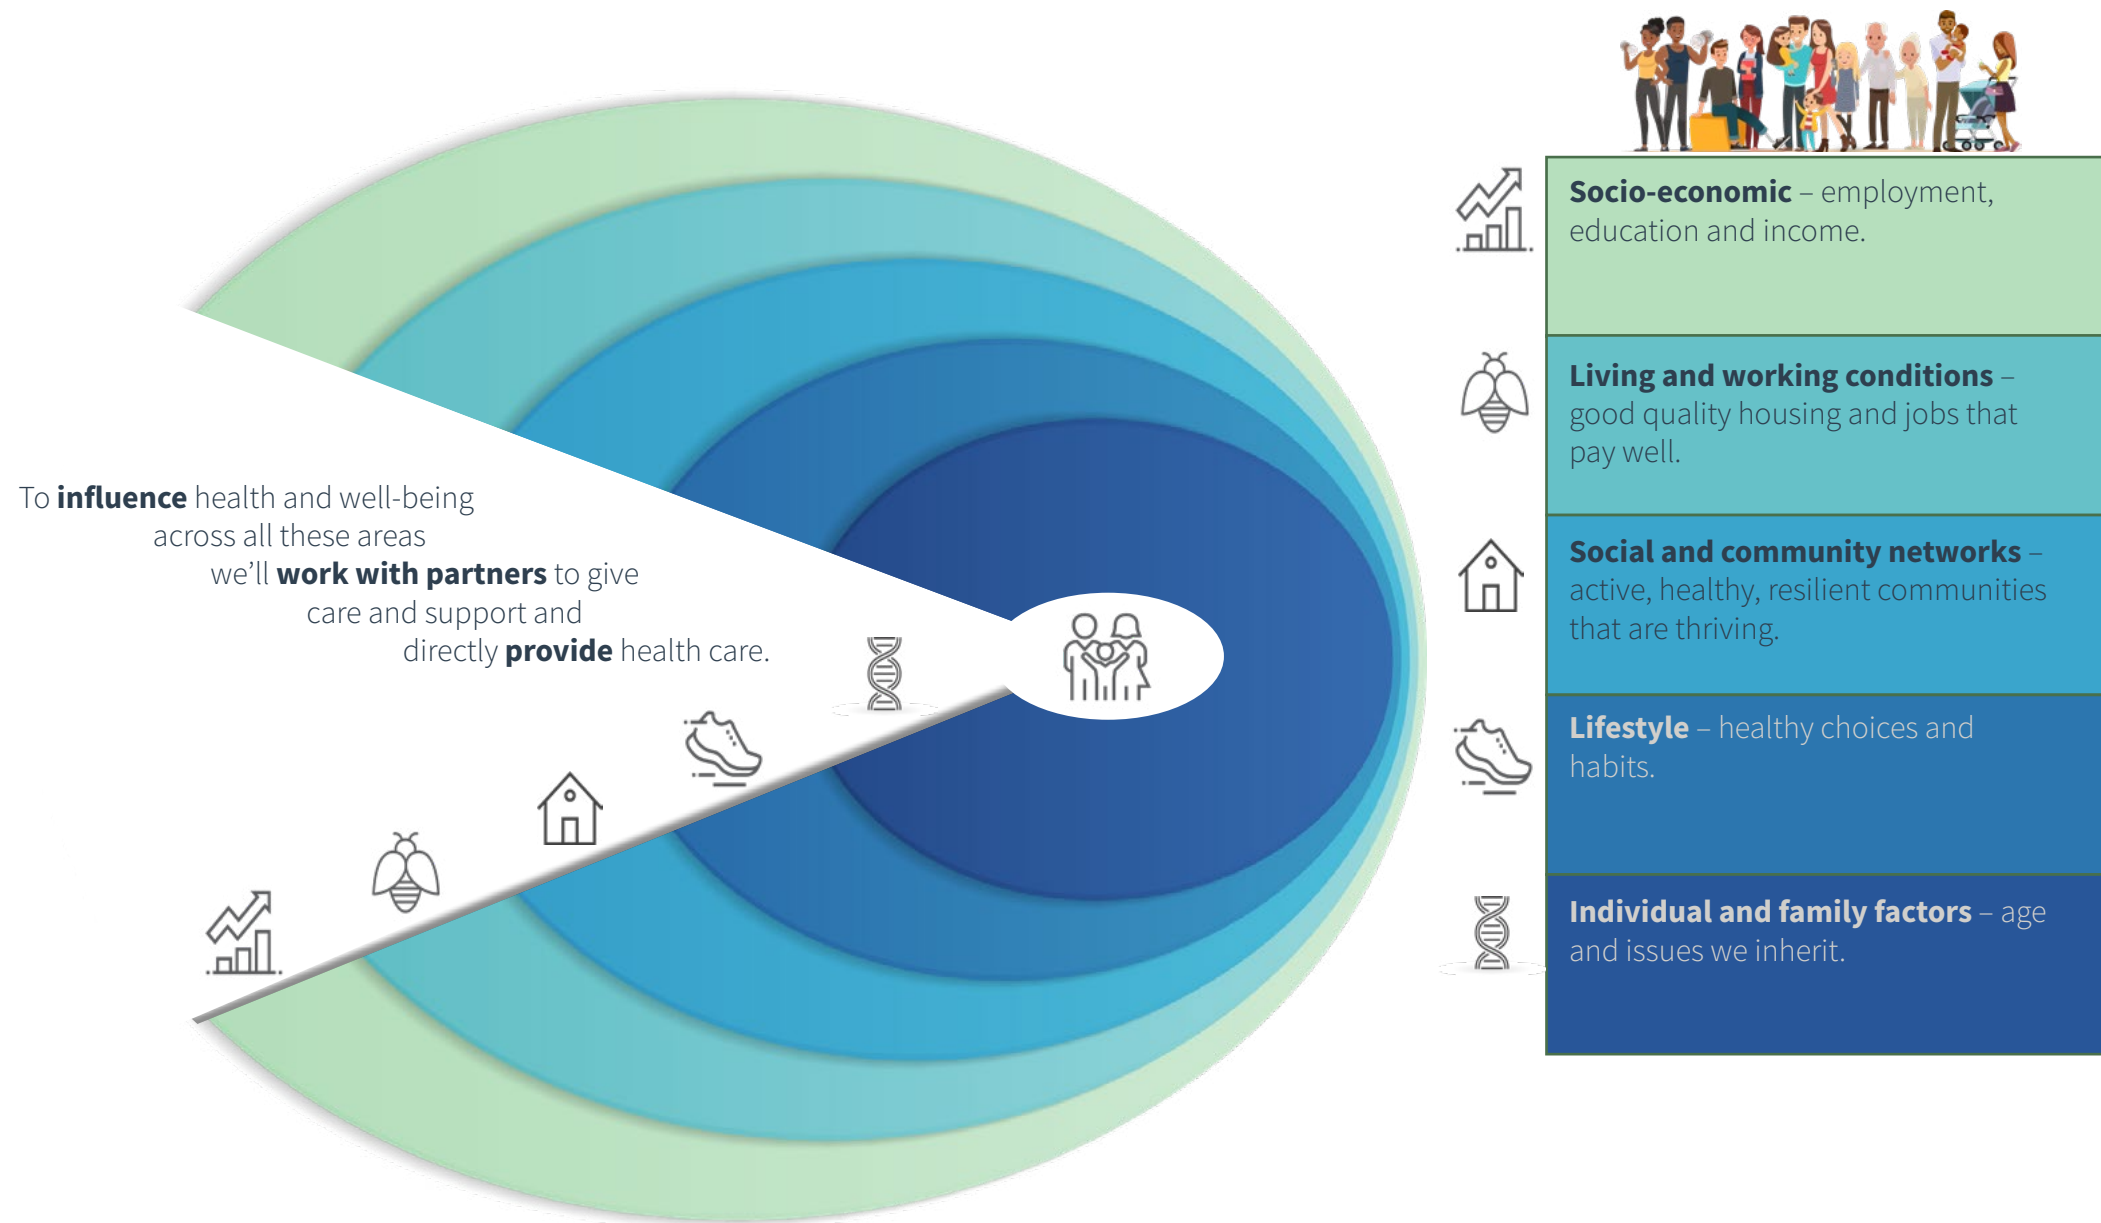 To influence health and well-being
across all these areas
we'll work with partners to give
care and support and
directly provide health care.
Socio-economic – employment,
education and income.
Living and working conditions –
good quality housing and jobs that
pay well.
Social and community networks –
active, healthy, resilient communities
that are thriving.
Lifestyle – healthy choices and
habits.
Individual and family factors – age
and issues we inherit.